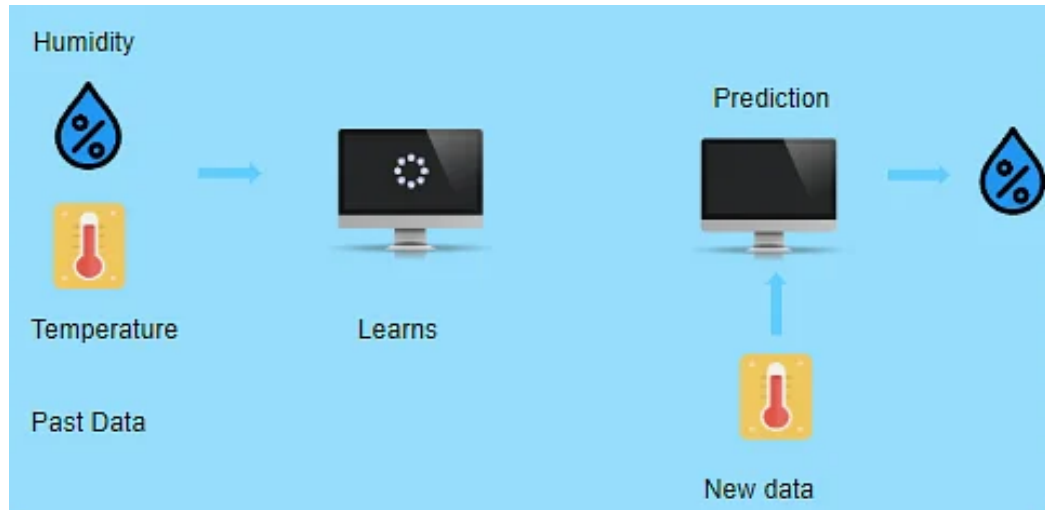 Humidity
Temperature
Past Data
Learns
Prediction
New data